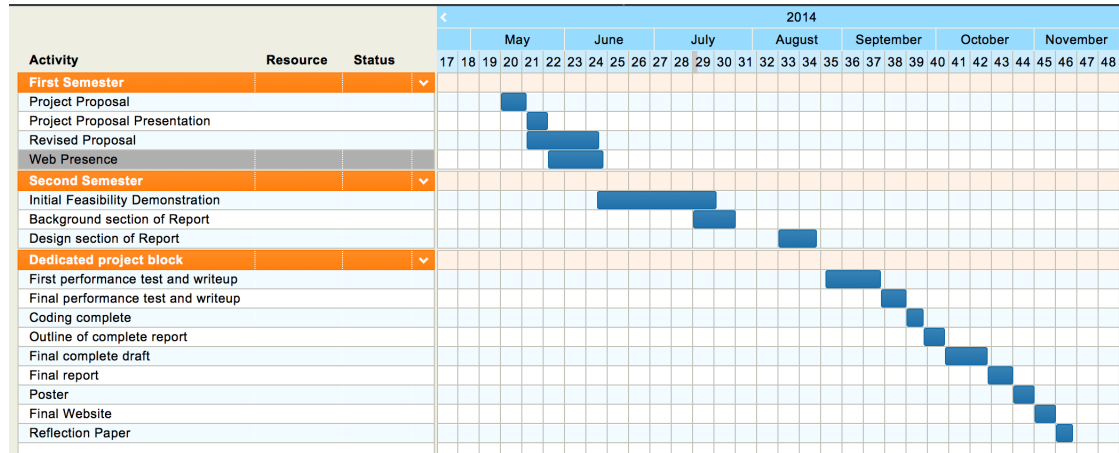 2014
May June July August September October November
Activity Resource Status
17 18 19 20 21 22 23 24 25 26 27 28 29 30 31 32 33 34 35 36 37 38 39 40 41 42 43 44 45 46 47 48
First Semester
Project Proposal
Project Proposal Presentation
Revised Proposal
Web Presence
Second Semester
Initial Feasibility Demonstration
Background section of Report
Design section of Report
Dedicated project block
First performance test and writeup
Final performance test and writeup
Coding complete
Outline of complete report
Final complete draft
Final report
Poster
Final Website
Reflection Paper